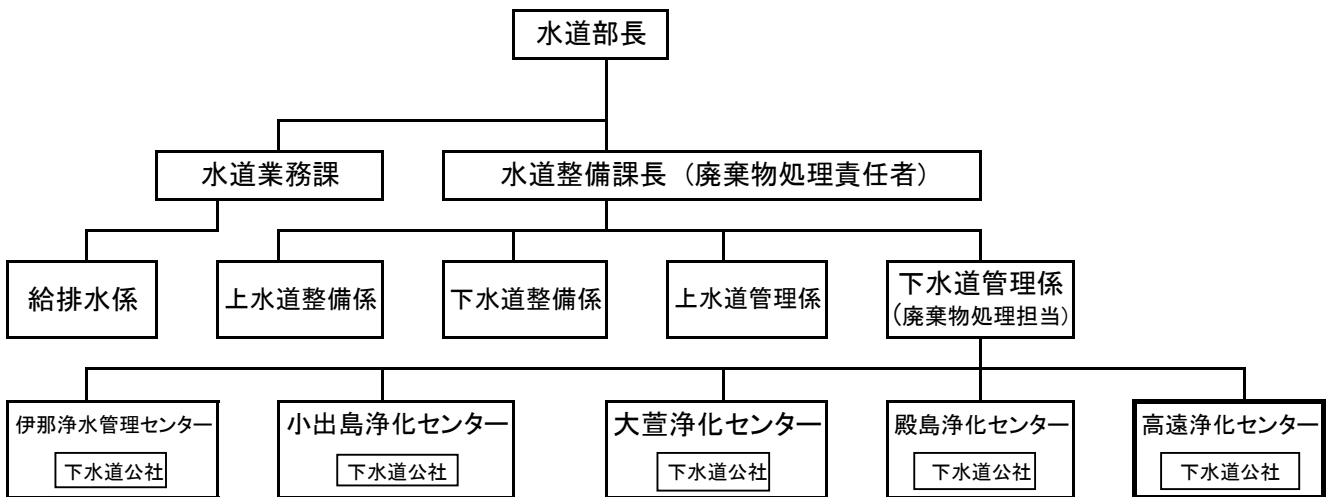 水道部長
水道業務課
水道整備課長（廃棄物処理責任者）
給排水係
上水道整備係
下水道整備係
上水道管理係
下水道管理係
（廃棄物処理担当）
伊那浄水管理センター
下水道公社
小出島浄化センター
下水道公社
大萱浄化センター
下水道公社
殿島浄化センター
下水道公社
高遠浄化センター
下水道公社